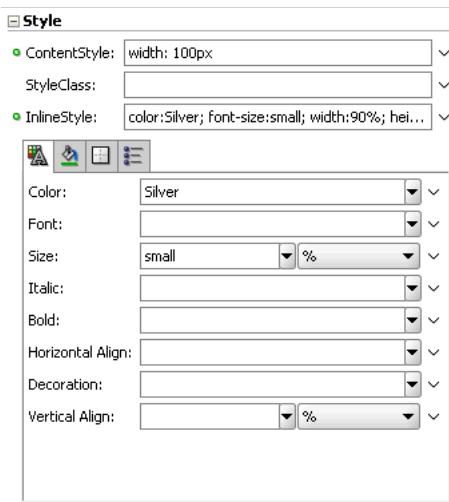 Style
ContentStyle: width: 100px
StyleClass:
InlineStyle: color:Silver; font-size:small; width:90%; hei...
Color: Silver
Font:
Size: small %
Italic:
Bold:
Horizontal Align:
Decoration:
Vertical Align: %